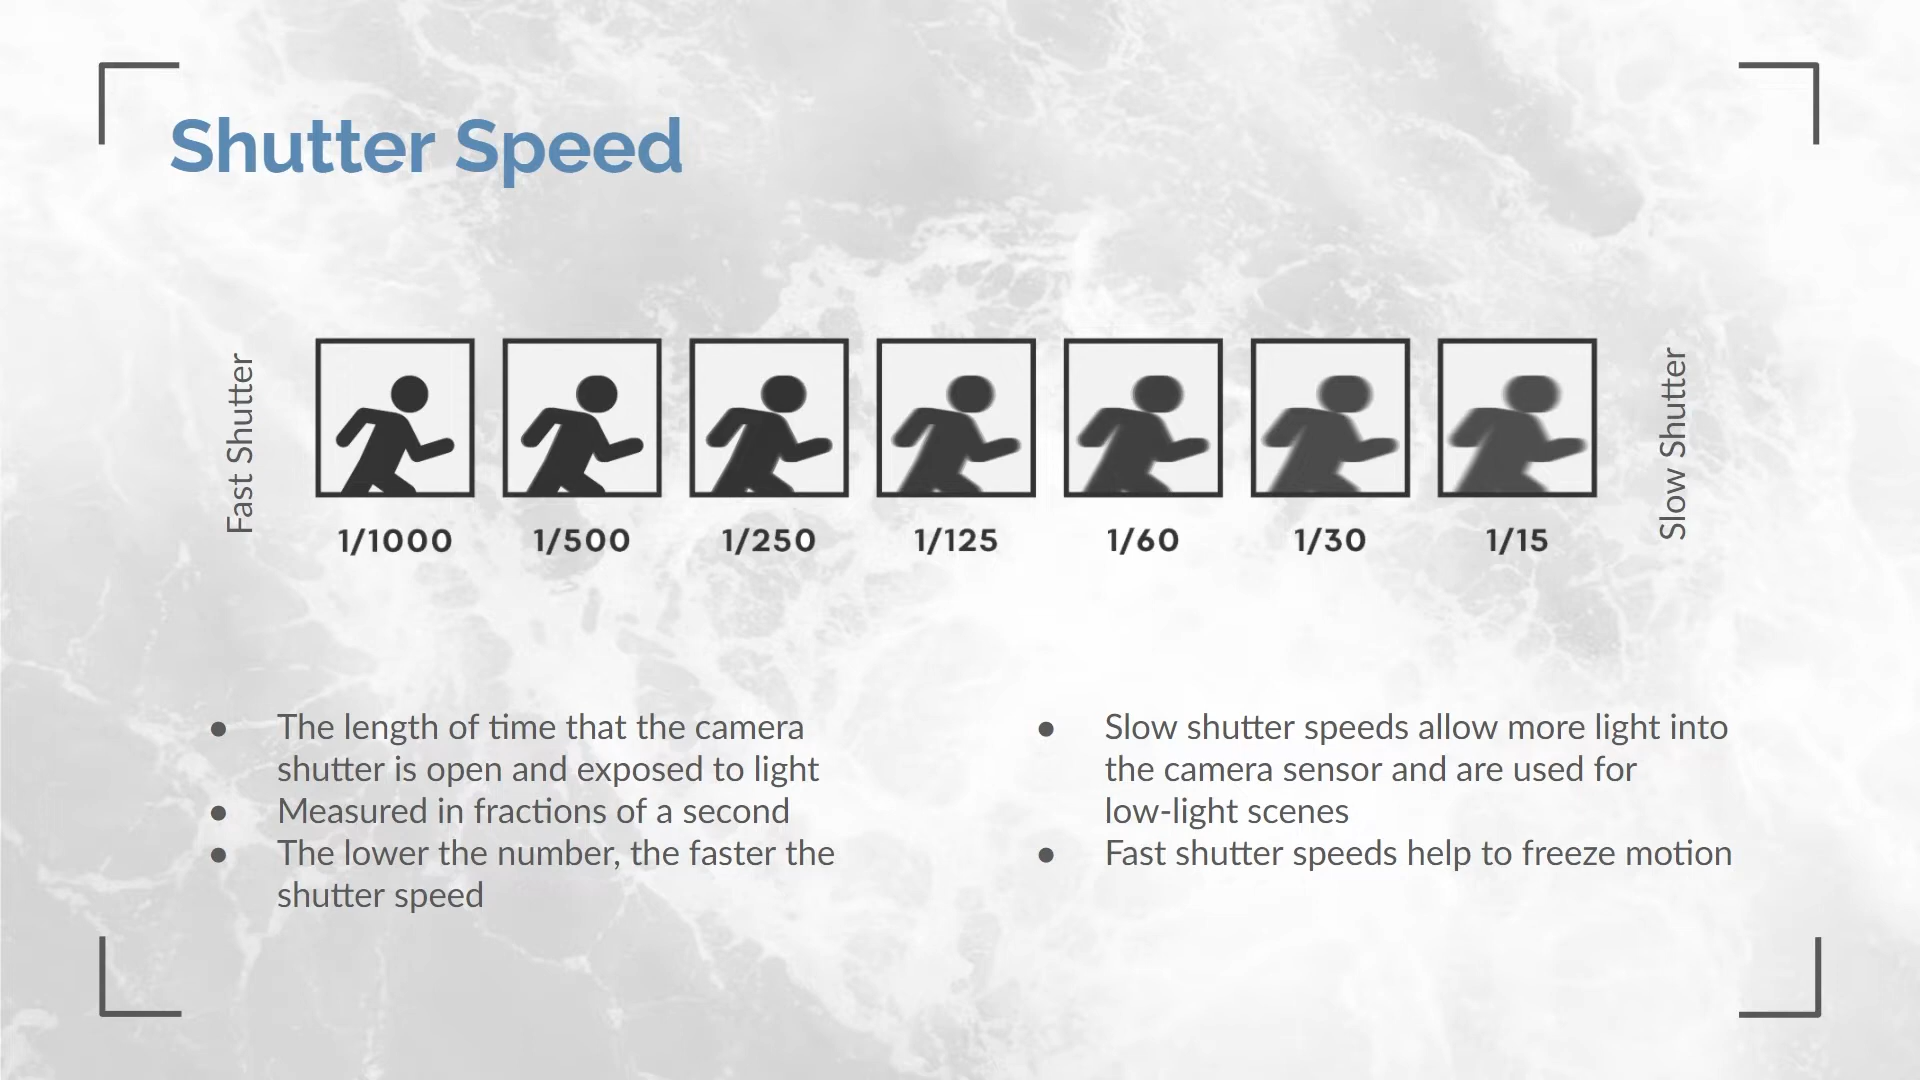 Shutter Speed
Fast Shutter
1/1000
1/500
1/250
1/125
1/60
1/30
1/15
Slow Shutter
● The length of time that the camera
shutter is open and exposed to light
● Measured in fractions of a second
● The lower the number, the faster the
shutter speed
● Slow shutter speeds allow more light into
the camera sensor and are used for
low-light scenes
● Fast shutter speeds help to freeze motion